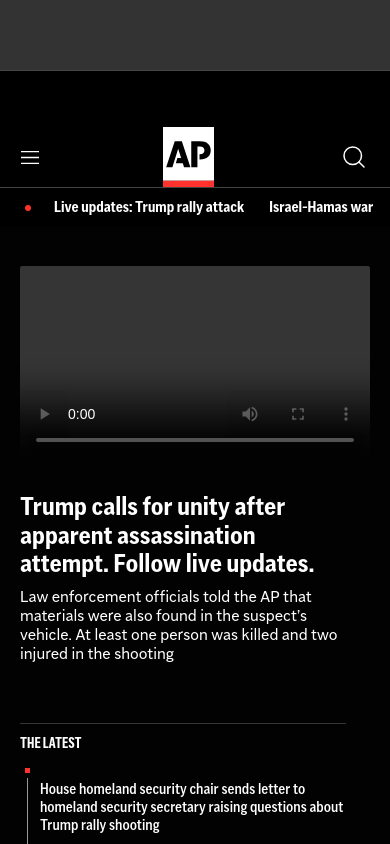 AP
Live updates: Trump rally attack Israel-Hamas war
0:00
Trump calls for unity after
apparent assassination
attempt. Follow live updates.
Law enforcement officials told the AP that
materials were also found in the suspect's
vehicle. At least one person was killed and two
injured in the shooting
THE LATEST
House homeland security chair sends letter to
homeland security secretary raising questions about
Trump rally shooting